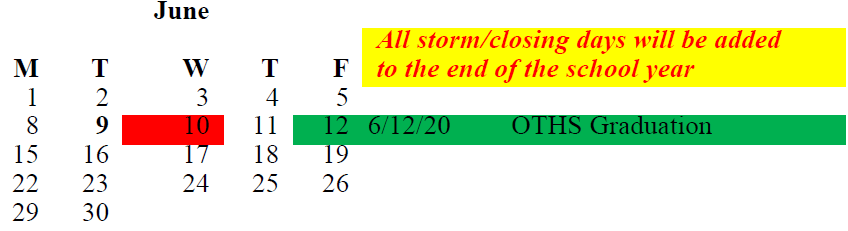 June
All storm/closing days will be added
M T W T F to the end of the school year
1 2 3 4 5
8 9 10 11 12 6/12/20 OTHS Graduation
15 16 17 18 19
22 23 24 25 26
29 30